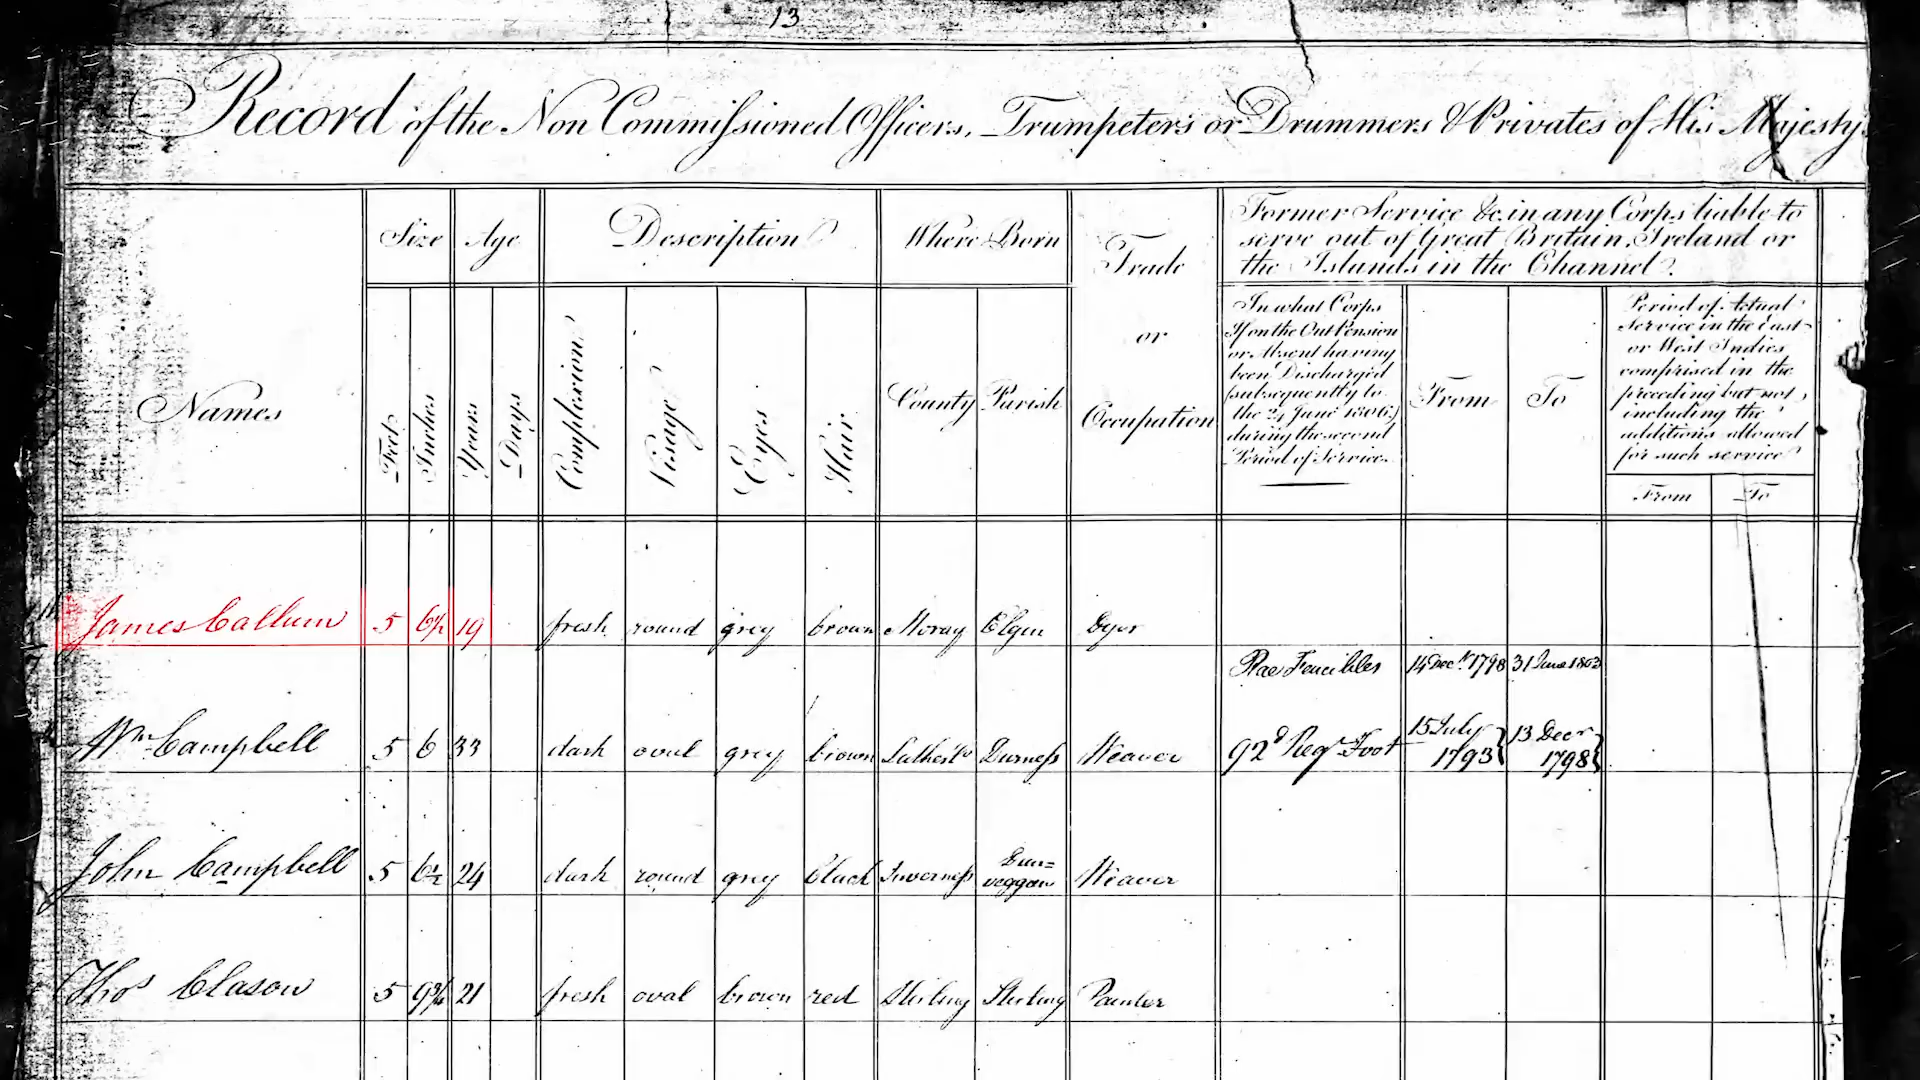 13
Record of the Non Commissioned Officers, Trumpeters or Drummers & Privates of His Majesty
Names
Size
Age
Description
Where Born
Trade
or
Occupation
Former Service &c. in any Corps liable to
serve out of Great Britain, Ireland or
the Islands in the Channel.
Feet
Inches
Years
Days
Complexion
Visage
Eyes
Hair
County
Parish
In what Corps
If on the Out Pension
or Absent having
been Discharged
subsequently to
the 24 June 1806)
during the second
Period of Service.
From
To
Period of Actual
Service in the East
or West Indies
comprised in the
preceding but not
including the
additions allowed
for such service
From
To
James Callum 5 6½ 19 fresh round grey brown Moray Elgin Dyer
Rae Fencibles 14 Decr 1798 31 June 1802
Wm Campbell 5 6 33 dark oval grey brown Durness Weaver 92d Regt Foot 15 July 1793 13 Decr 1798
John Campbell 5 6½ 24 dark round grey black Inverness Dun=veggan Weaver
Thos Clason 5 9¾ 21 fresh oval brown red Stirling Stirling Painter